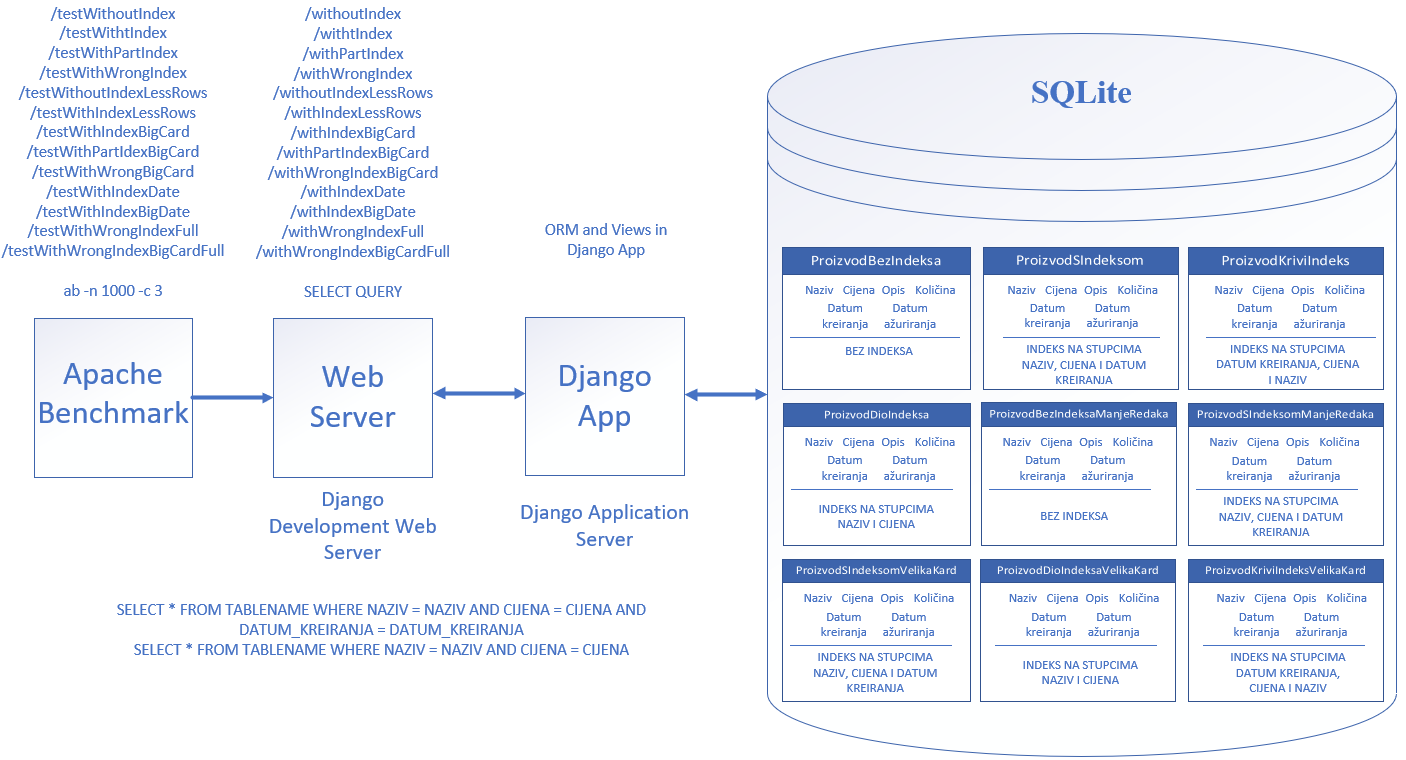 /testWithoutIndex
/testWithtIndex
/testWithPartIndex
/testWithWrongIndex
/testWithoutIndexLessRows
/testWithIndexLessRows
/testWithIndexBigCard
/testWithPartIdexBigCard
/testWithWrongBigCard
/testWithIndexDate
/testWithIndexBigDate
/testWithWrongIndexFull
/testWithWrongIndexBigCardFull
ab -n 1000 -c 3
Apache
Benchmark
/withoutIndex
/withtIndex
/withPartIndex
/withWrongIndex
/withoutIndexLessRows
/withIndexLessRows
/withIndexBigCard
/withPartIndexBigCard
/withWrongIndexBigCard
/withIndexDate
/withIndexBigDate
/withWrongIndexFull
/withWrongIndexBigCardFull
SELECT QUERY
Web
Server
Django
Development Web
Server
ORM and Views in
Django App
Django
App
Django Application
Server
SELECT * FROM TABLENAME WHERE NAZIV = NAZIV AND CIJENA = CIJENA AND
DATUM_KREIRANJA = DATUM_KREIRANJA
SELECT * FROM TABLENAME WHERE NAZIV = NAZIV AND CIJENA = CIJENA
SQLite
ProizvodBezIndeksa
Naziv Cijena Opis Količina
Datum Datum
kreiranja ažuriranja
BEZ INDEKSA
ProizvodSIndeksom
Naziv Cijena Opis Količina
Datum Datum
kreiranja ažuriranja
INDEKS NA STUPCIMA
NAZIV, CIJENA I DATUM
KREIRANJA
ProizvodKriviIndeks
Naziv Cijena Opis Količina
Datum Datum
kreiranja ažuriranja
INDEKS NA STUPCIMA
DATUM KREIRANJA, CIJENA
I NAZIV
ProizvodDioIndeksa
Naziv Cijena Opis Količina
Datum Datum
kreiranja ažuriranja
INDEKS NA STUPCIMA
NAZIV I CIJENA
ProizvodBezIndeksaManjeRedaka
Naziv Cijena Opis Količina
Datum Datum
kreiranja ažuriranja
BEZ INDEKSA
ProizvodSIndeksomManjeRedaka
Naziv Cijena Opis Količina
Datum Datum
kreiranja ažuriranja
INDEKS NA STUPCIMA
NAZIV, CIJENA I DATUM
KREIRANJA
ProizvodSIndeksomVelikaKard
Naziv Cijena Opis Količina
Datum Datum
kreiranja ažuriranja
INDEKS NA STUPCIMA
NAZIV, CIJENA I DATUM
KREIRANJA
ProizvodDioIndeksaVelikaKard
Naziv Cijena Opis Količina
Datum Datum
kreiranja ažuriranja
INDEKS NA STUPCIMA
NAZIV I CIJENA
ProizvodKriviIndeksVelikaKard
Naziv Cijena Opis Količina
Datum Datum
kreiranja ažuriranja
INDEKS NA STUPCIMA
DATUM KREIRANJA,
CIJENA I NAZIV